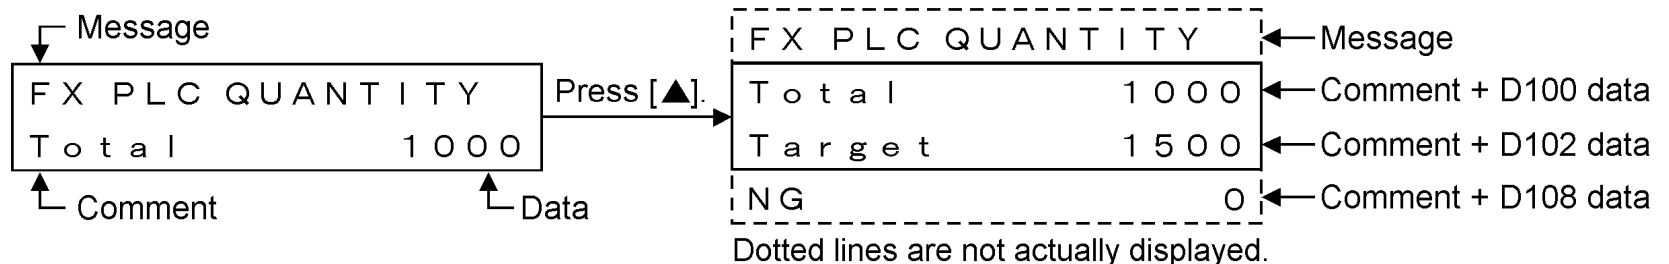 Message
FX PLC QUANTITY
Total 1000
Comment Data
Press [▲].
FX PLC QUANTITY Message
Total 1000 Comment + D100 data
Target 1500 Comment + D102 data
NG 0 Comment + D108 data
Dotted lines are not actually displayed.